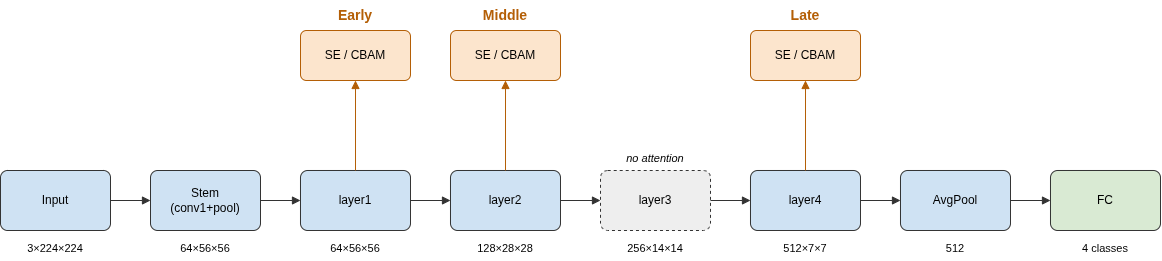 Early
Middle
Late
SE / CBAM
SE / CBAM
SE / CBAM
no attention
Input
Stem
(conv1+pool)
layer1
layer2
layer3
layer4
AvgPool
FC
3×224×224
64×56×56
64×56×56
128×28×28
256×14×14
512×7×7
512
4 classes